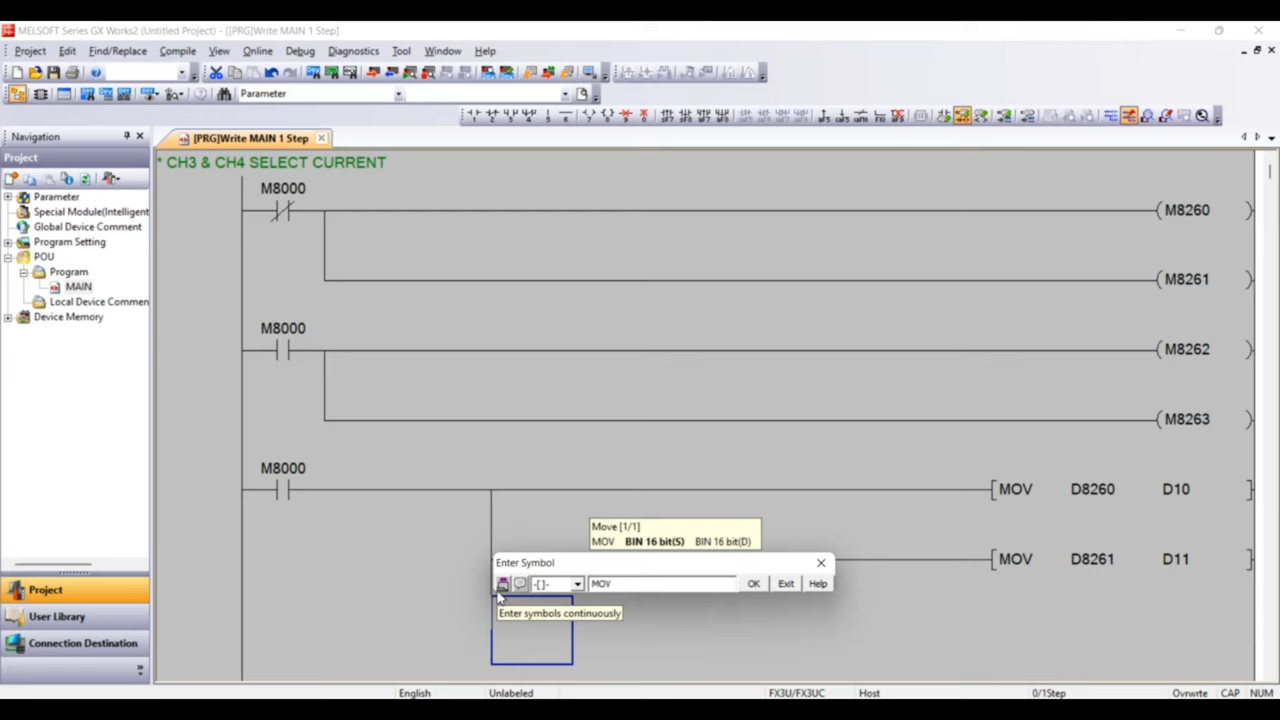 MELSOFT Series GX Works2 (Untitled Project) - [[PRG]Write MAIN 1 Step]
Project Edit Find/Replace Compile View Online Debug Diagnostics Tool Window Help
Parameter
Navigation
[PRG]Write MAIN 1 Step
Project
* CH3 & CH4 SELECT CURRENT
Parameter
Special Module(Intelligent
Global Device Comment
Program Setting
POU
Program
MAIN
Local Device Commen
Device Memory
M8000
M8260
M8261
M8000
M8262
M8263
M8000
MOV D8260 D10
Move [1/1]
MOV BIN 16 bit(S) BIN 16 bit(D)
MOV D8261 D11
Enter Symbol
-[ ]- MOV OK Exit Help
Enter symbols continuously
Project
User Library
Connection Destination
English Unlabeled FX3U/FX3UC Host 0/1Step Ovrwrte CAP NUM